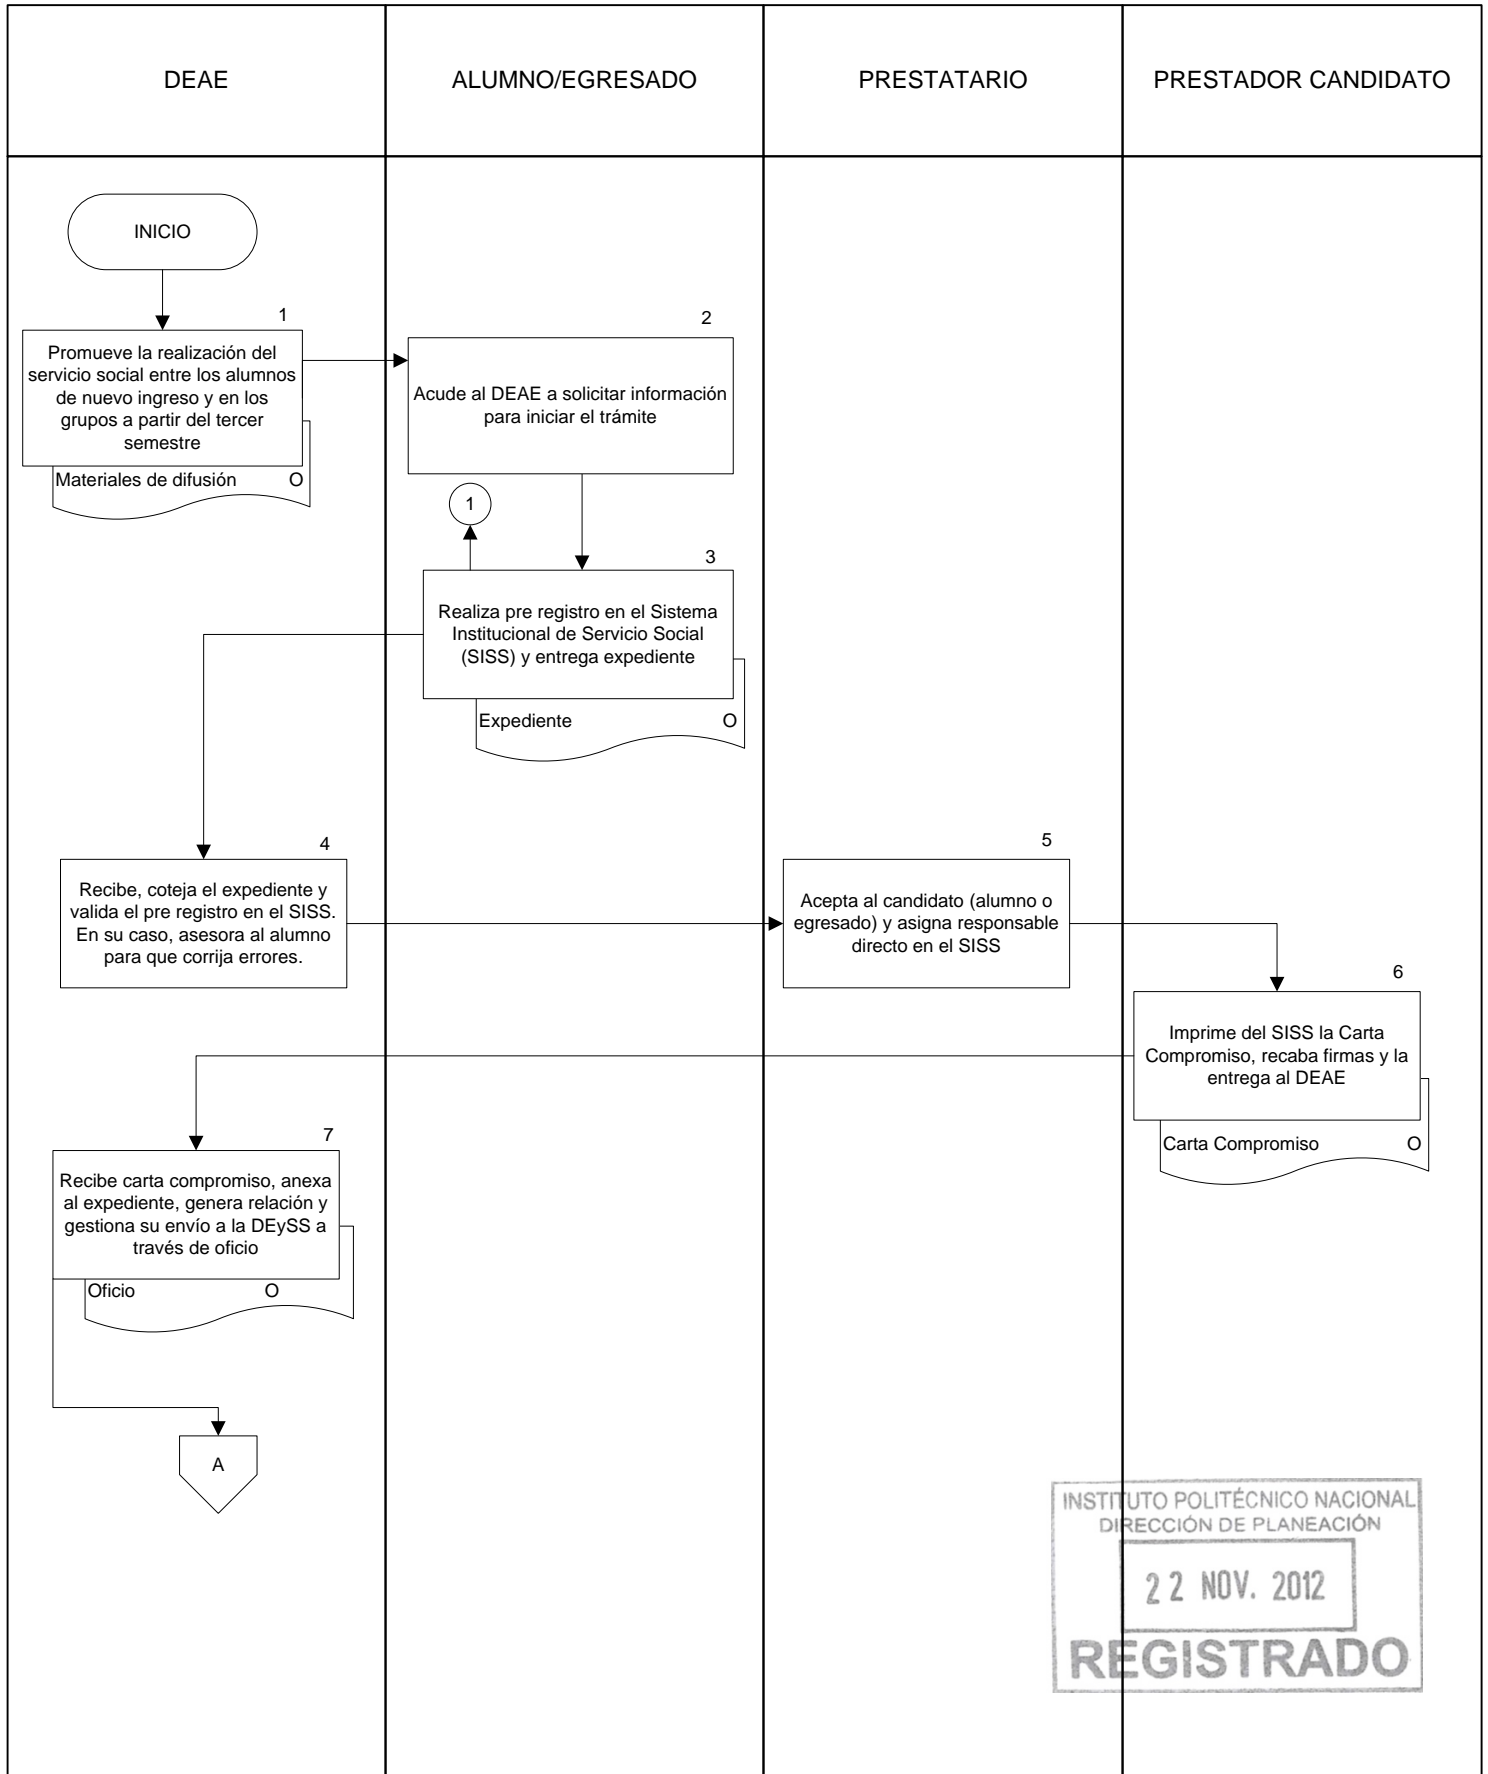 DEAE
ALUMNO/EGRESADO
PRESTATARIO
PRESTADOR CANDIDATO
INICIO
1
Promueve la realización del
servicio social entre los alumnos
de nuevo ingreso y en los
grupos a partir del tercer
semestre
Materiales de difusión O
2
Acude al DEAE a solicitar información
para iniciar el trámite
1
3
Realiza pre registro en el Sistema
Institucional de Servicio Social
(SISS) y entrega expediente
Expediente O
4
Recibe, coteja el expediente y
valida el pre registro en el SISS.
En su caso, asesora al alumno
para que corrija errores.
5
Acepta al candidato (alumno o
egresado) y asigna responsable
directo en el SISS
6
Imprime del SISS la Carta
Compromiso, recaba firmas y la
entrega al DEAE
Carta Compromiso O
7
Recibe carta compromiso, anexa
al expediente, genera relación y
gestiona su envío a la DEySS a
través de oficio
Oficio O
A
INSTITUTO POLITÉCNICO NACIONAL
DIRECCIÓN DE PLANEACIÓN
22 NOV. 2012
REGISTRADO